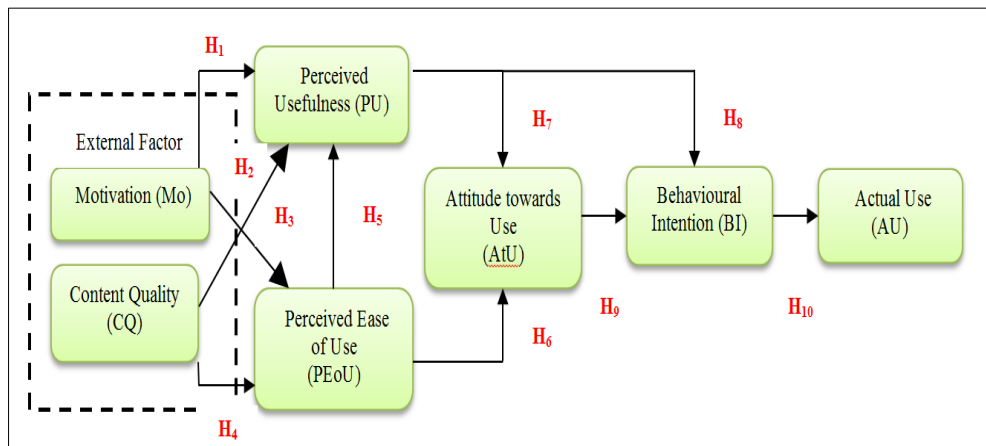 H1
Perceived
Usefulness (PU)
External Factor
H7
H8
H2
Motivation (Mo)
H3
H5
Attitude towards
Use
(AtU)
Behavioural
Intention (BI)
Actual Use
(AU)
Content Quality
(CQ)
Perceived Ease
of Use
(PEoU)
H9
H10
H6
H4